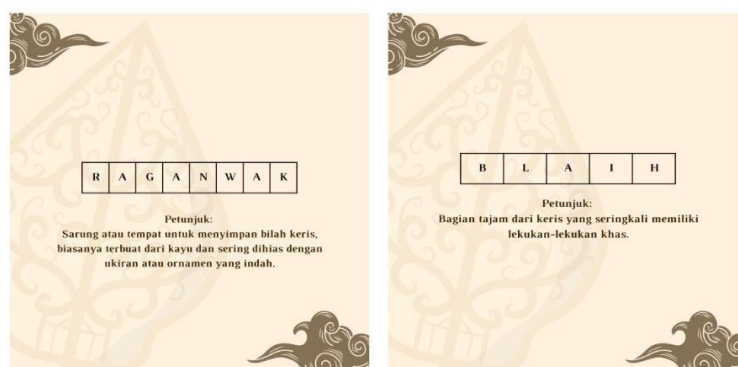 R A G A N W A K
Petunjuk:
Sarung atau tempat untuk menyimpan bilah keris,
biasanya terbuat dari kayu dan sering dihias dengan
ukiran atau ornamen yang indah.
B L A I H
Petunjuk:
Bagian tajam dari keris yang seringkali memiliki
lekukan-lekukan khas.